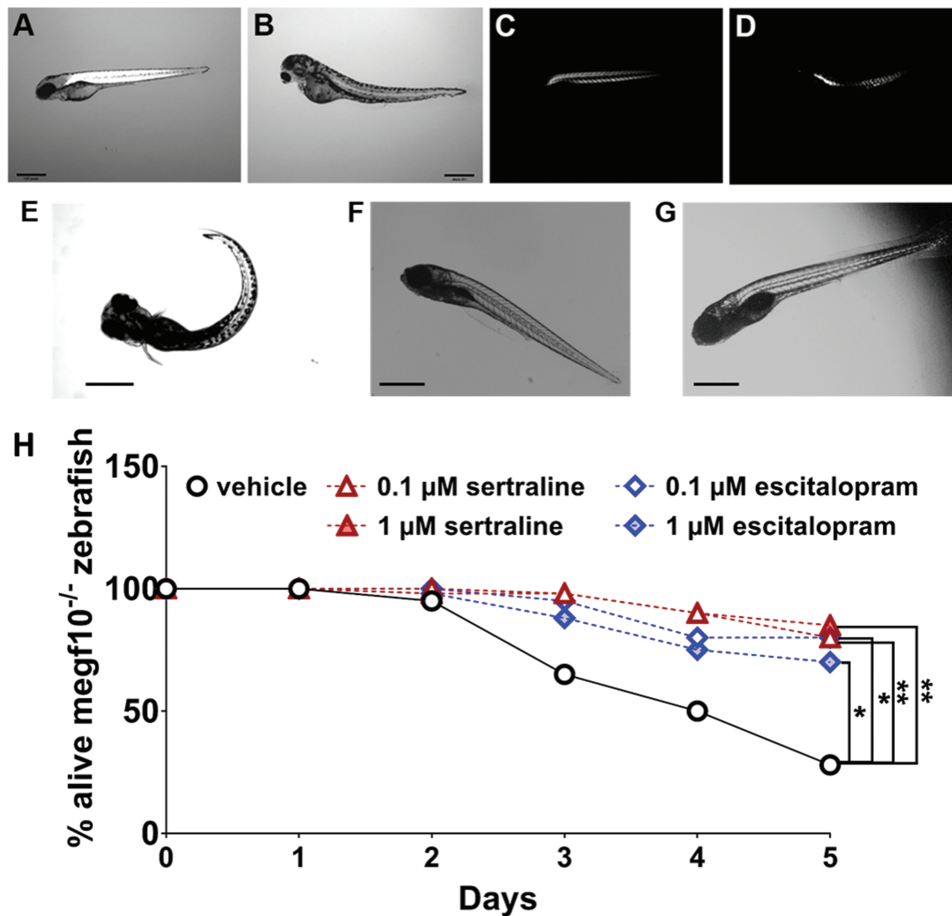 A
B
C
D
E
F
G
H
% alive megf10-/- zebrafish
150
100
50
0
vehicle
0.1 µM sertraline
0.1 µM escitalopram
1 µM sertraline
1 µM escitalopram
*
*
**
**
0 1 2 3 4 5
Days